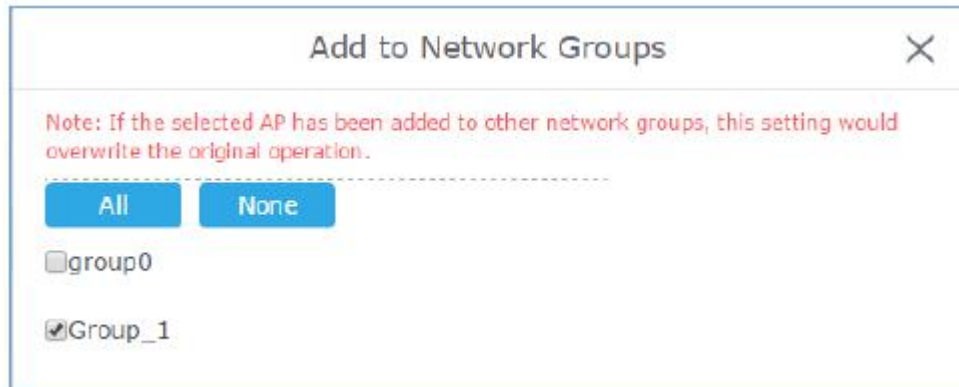 Add to Network Groups
Note: If the selected AP has been added to other network groups, this setting would
overwrite the original operation.
All None
group0
Group_1